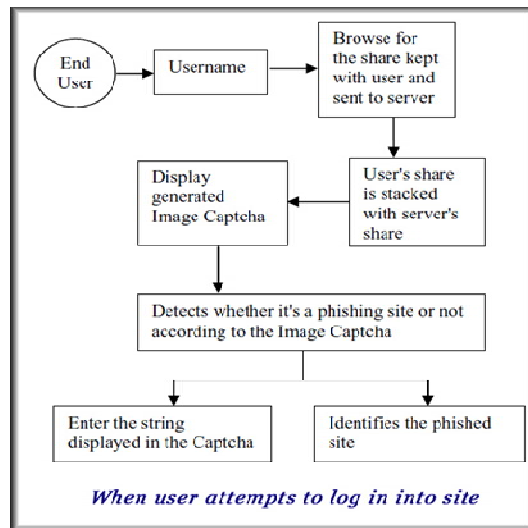 End
User
Username
Browse for
the share kept
with user and
sent to server
User's share
is stacked
with server's
share
Display
generated
Image Captcha
Detects whether it's a phishing site or not
according to the Image Captcha
Enter the string
displayed in the Captcha
Identifies the phished
site
When user attempts to log in into site